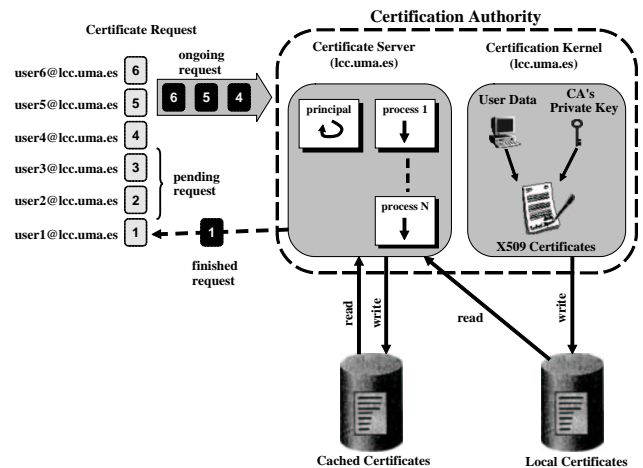 Certification Authority
Certificate Request
ongoing
request
Certificate Server
(lcc.uma.es)
Certification Kernel
(lcc.uma.es)
user6@lcc.uma.es 6
user5@lcc.uma.es 5
user4@lcc.uma.es 4
user3@lcc.uma.es 3
user2@lcc.uma.es 2
user1@lcc.uma.es 1
6 5 4
pending
request
1
finished
request
principal
process 1
process N
User Data
CA's
Private Key
X509 Certificates
read
write
read
write
Cached Certificates
Local Certificates